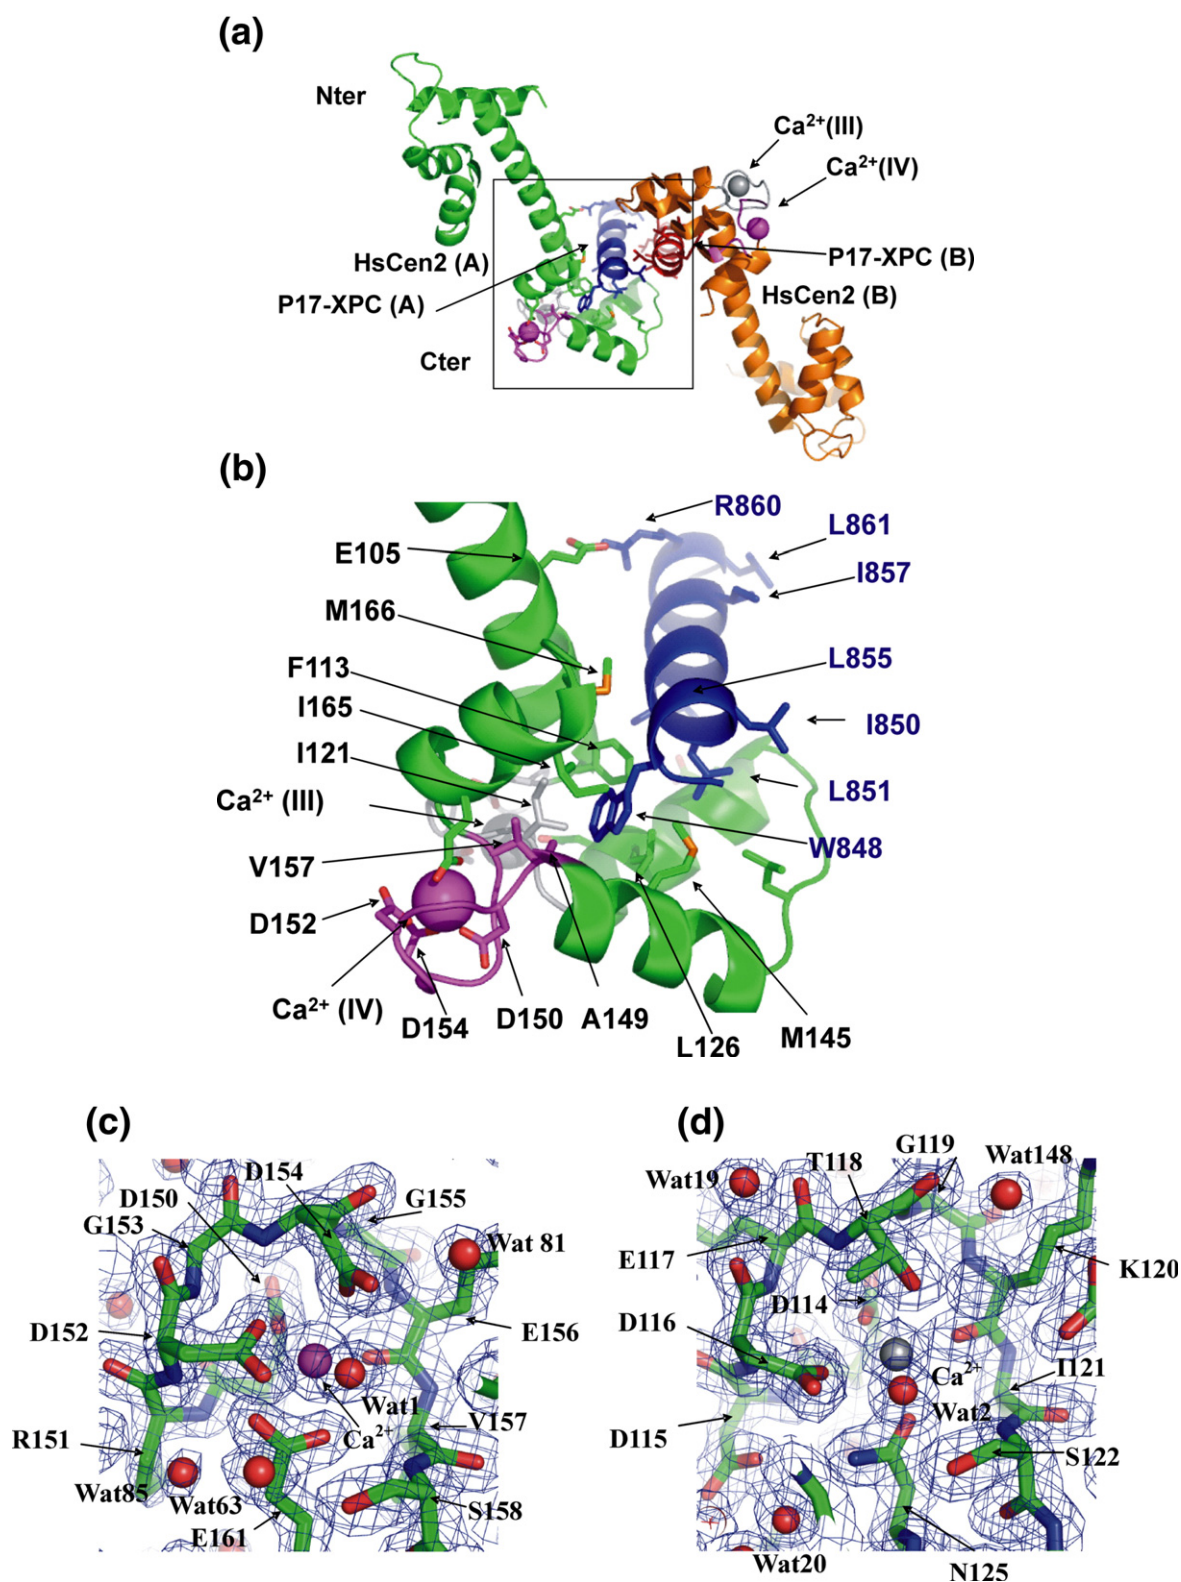 (a)
Nter
Ca²⁺(III)
Ca²⁺(IV)
HsCen2 (A)
P17-XPC (B)
P17-XPC (A)
HsCen2 (B)
Cter
(b)
R860
L861
E105
I857
M166
F113
L855
I165
I850
I121
Ca²⁺ (III)
L851
V157
W848
D152
Ca²⁺ (IV)
D154
D150
A149
L126
M145
(c)
D154
D150
G155
G153
Wat 81
D152
E156
Wat1
Ca²⁺
V157
R151
Wat85
Wat63
S158
E161
(d)
G119
T118
Wat148
Wat19
E117
K120
D114
D116
Ca²⁺
I121
Wat2
D115
S122
Wat20
N125